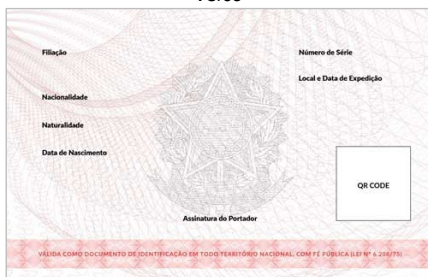 Verso
Filiação
Número de Série
Local e Data de Expedição
Nacionalidade
Naturalidade
Data de Nascimento
QR CODE
Assinatura do Portador
VÁLIDA COMO DOCUMENTO DE IDENTIFICAÇÃO EM TODO TERRITÓRIO NACIONAL, COM FÉ PÚBLICA (LEI Nº 6.206/75)